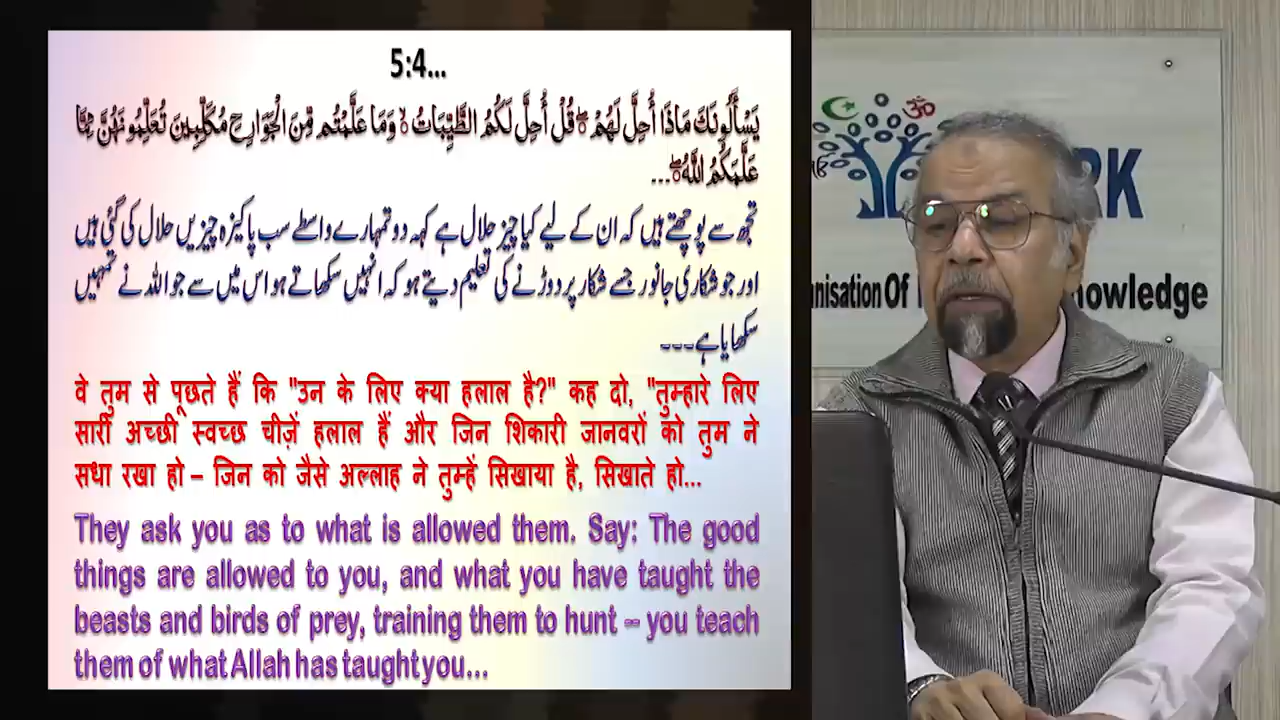 5:4...
يَسْأَلُونَكَ مَاذَا أُحِلَّ لَهُمْ ۖ قُلْ أُحِلَّ لَكُمُ الطَّيِّبَاتُ ۙ وَمَا عَلَّمْتُم مِّنَ الْجَوَارِحِ مُكَلِّبِينَ تُعَلِّمُونَهُنَّ مِمَّا
عَلَّمَكُمُ اللَّهُ ۖ...
تجھ سے پوچھتے ہیں کہ ان کے لیے کیا چیز حلال ہے کہہ دو تمہارے واسطے سب پاکیزہ چیزیں حلال کی گئی ہیں
اور جو شکاری جانور جسے شکار پر دوڑنے کی تعلیم دیتے ہو کہ انہیں سکھاتے ہو اس میں سے جو اللہ نے تمہیں
سکھایا ہے۔۔۔
वे तुम से पूछते हैं कि "उन के लिए क्या हलाल है?" कह दो, "तुम्हारे लिए
सारी अच्छी स्वच्छ चीज़ें हलाल हैं और जिन शिकारी जानवरों को तुम ने
सधा रखा हो – जिन को जैसे अल्लाह ने तुम्हें सिखाया है, सिखाते हो...
They ask you as to what is allowed them. Say: The good
things are allowed to you, and what you have taught the
beasts and birds of prey, training them to hunt -- you teach
them of what Allah has taught you...
RK
nisation Of nowledge